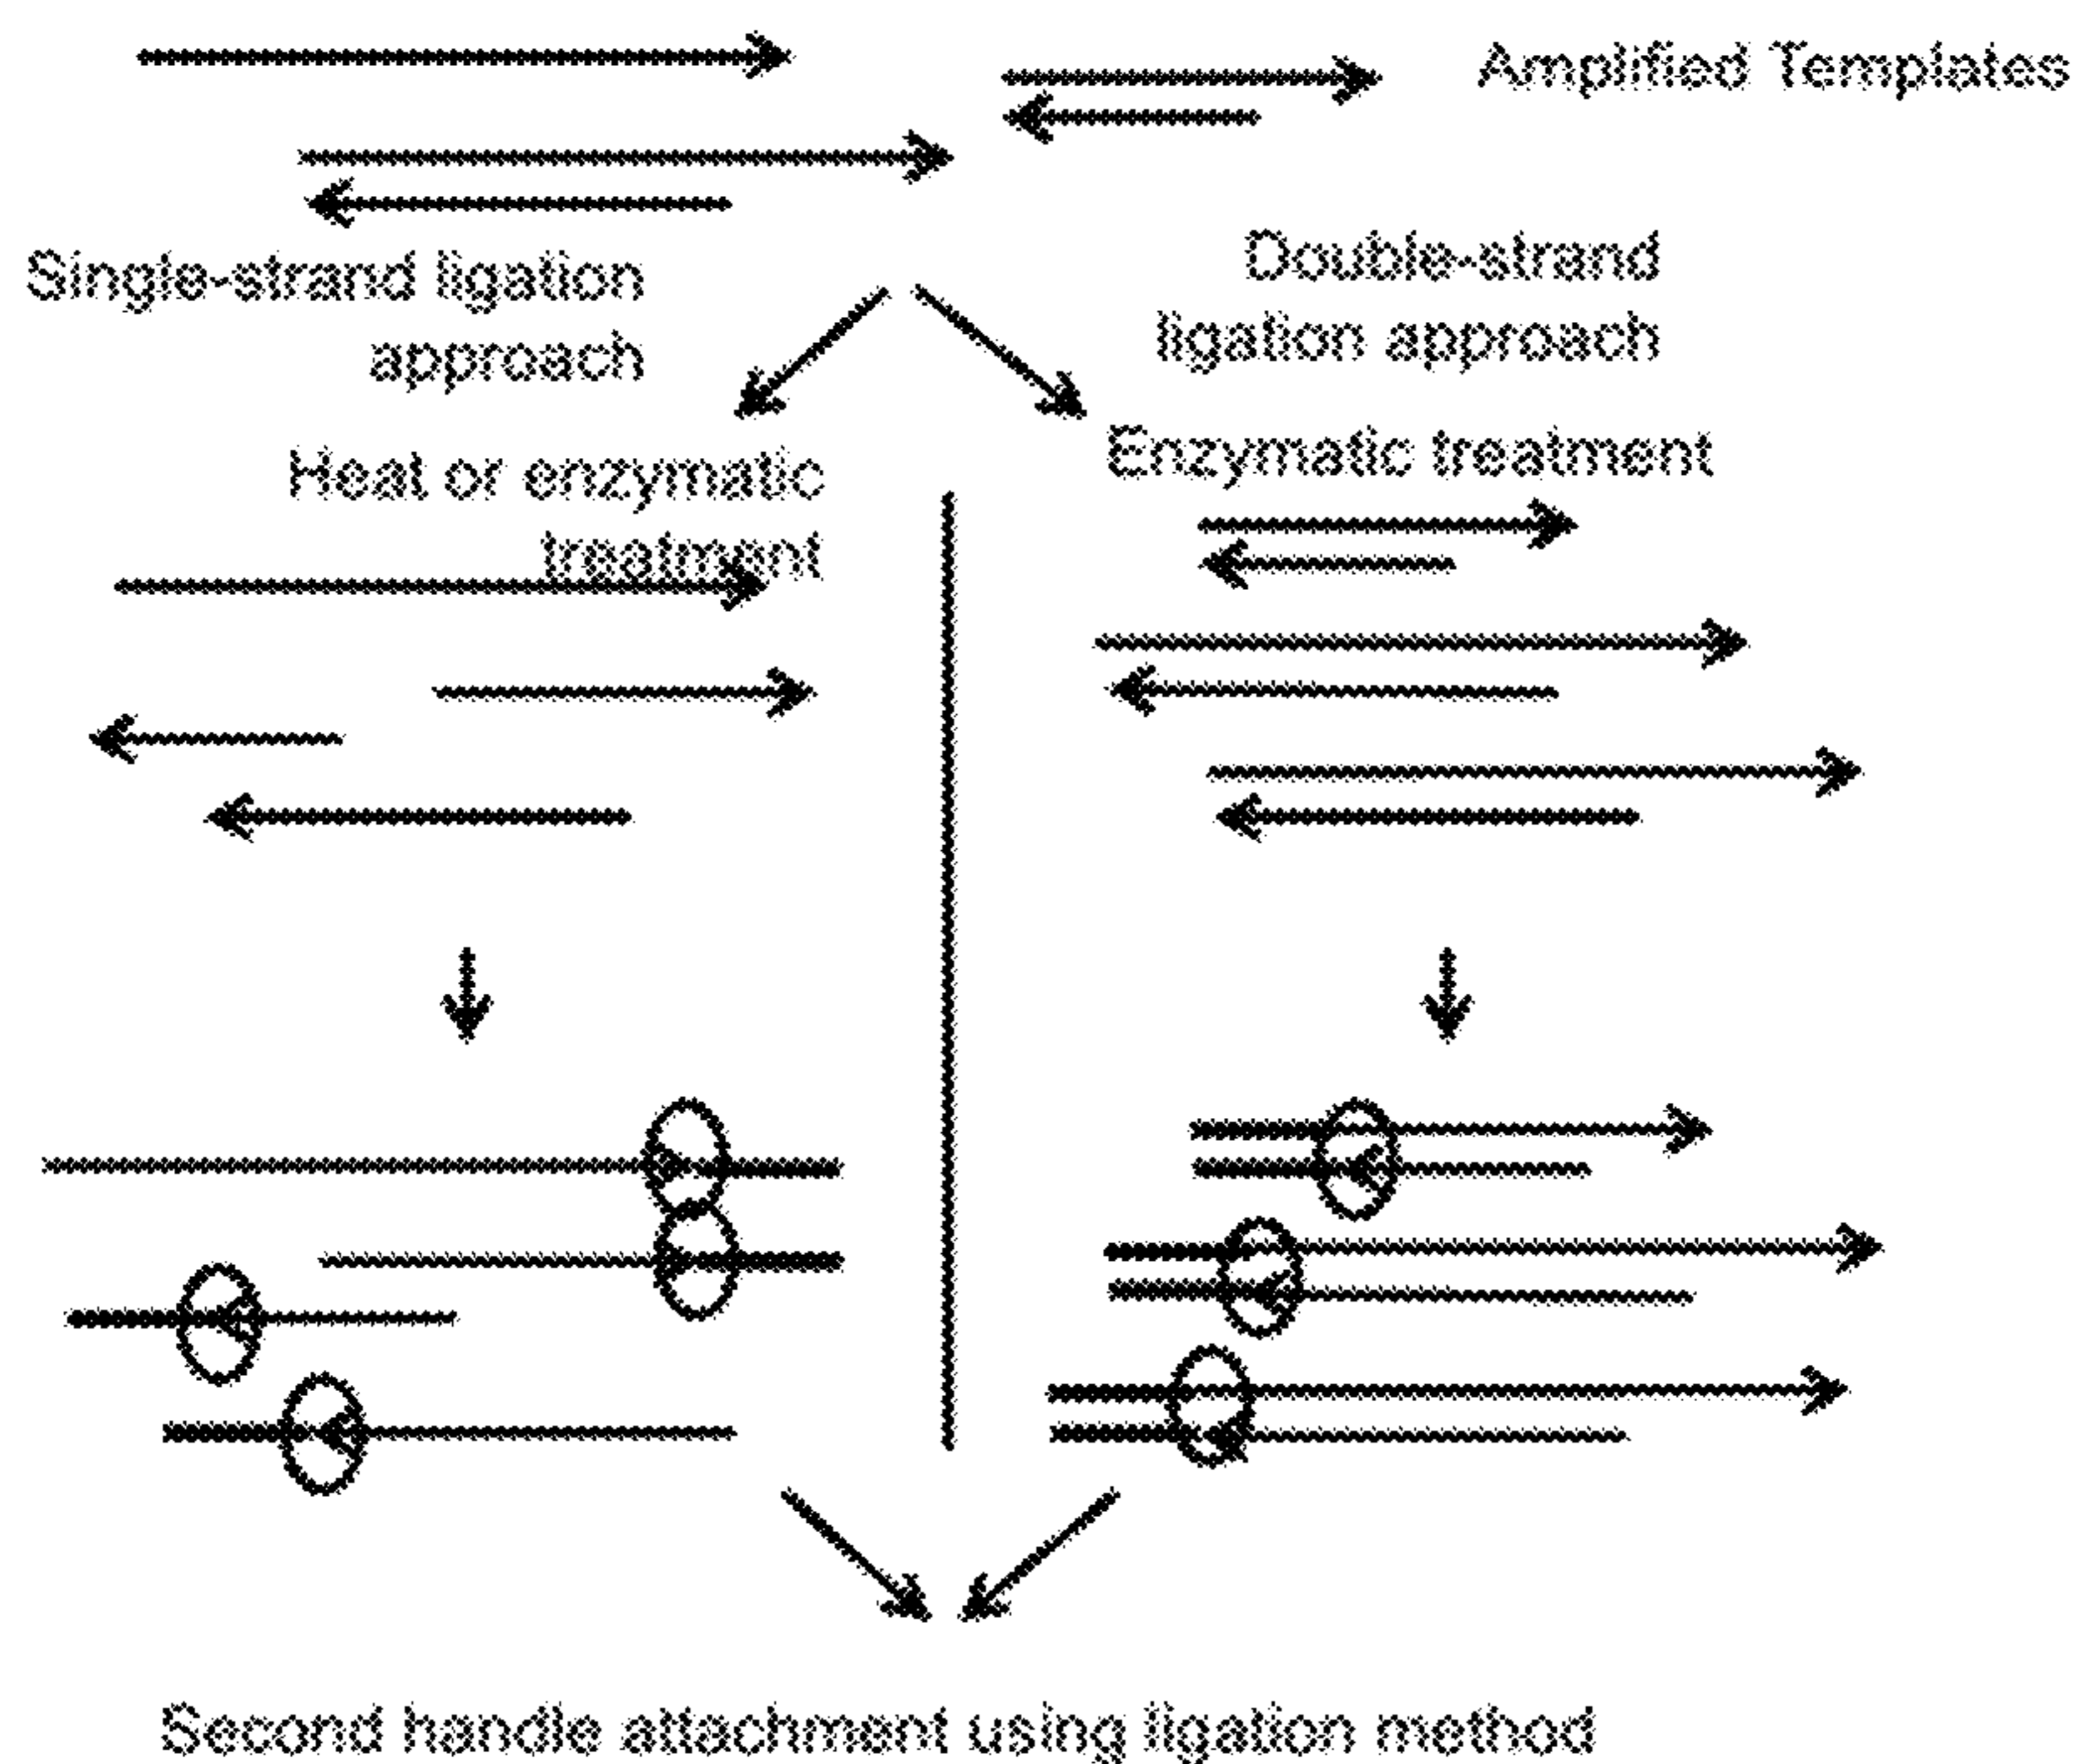 Amplified Templates
Single-strand ligation
approach
Double-strand
ligation approach
Heat or enzymatic
treatment
Enzymatic treatment
Second handle attachment using ligation method